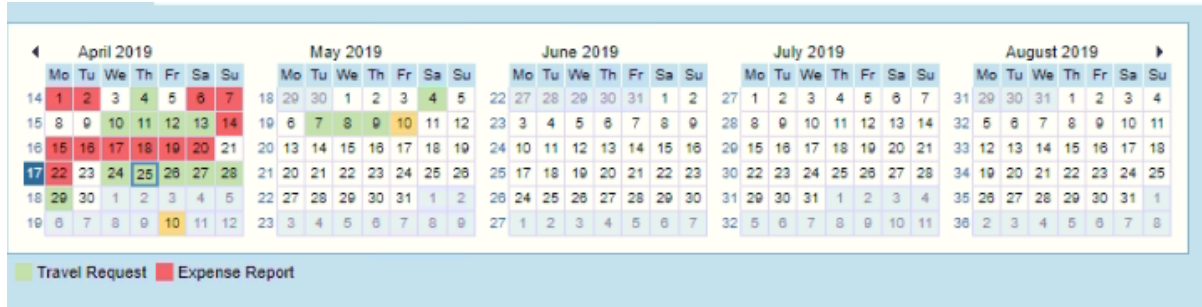 April 2019 May 2019 June 2019 July 2019 August 2019
Mo Tu We Th Fr Sa Su Mo Tu We Th Fr Sa Su Mo Tu We Th Fr Sa Su Mo Tu We Th Fr Sa Su Mo Tu We Th Fr Sa Su
14 1 2 3 4 5 6 7 18 29 30 1 2 3 4 5 22 27 28 29 30 31 1 2 27 1 2 3 4 5 6 7 31 29 30 31 1 2 3 4
15 8 9 10 11 12 13 14 19 6 7 8 9 10 11 12 23 3 4 5 6 7 8 9 28 8 9 10 11 12 13 14 32 5 6 7 8 9 10 11
16 15 16 17 18 19 20 21 20 13 14 15 16 17 18 19 24 10 11 12 13 14 15 16 29 15 16 17 18 19 20 21 33 12 13 14 15 16 17 18
17 22 23 24 25 26 27 28 21 20 21 22 23 24 25 26 25 17 18 19 20 21 22 23 30 22 23 24 25 26 27 28 34 19 20 21 22 23 24 25
18 29 30 1 2 3 4 5 22 27 28 29 30 31 1 2 26 24 25 26 27 28 29 30 31 29 30 31 1 2 3 4 35 26 27 28 29 30 31 1
19 6 7 8 9 10 11 12 23 3 4 5 6 7 8 9 27 1 2 3 4 5 6 7 32 5 6 7 8 9 10 11 36 2 3 4 5 6 7 8
Travel Request Expense Report